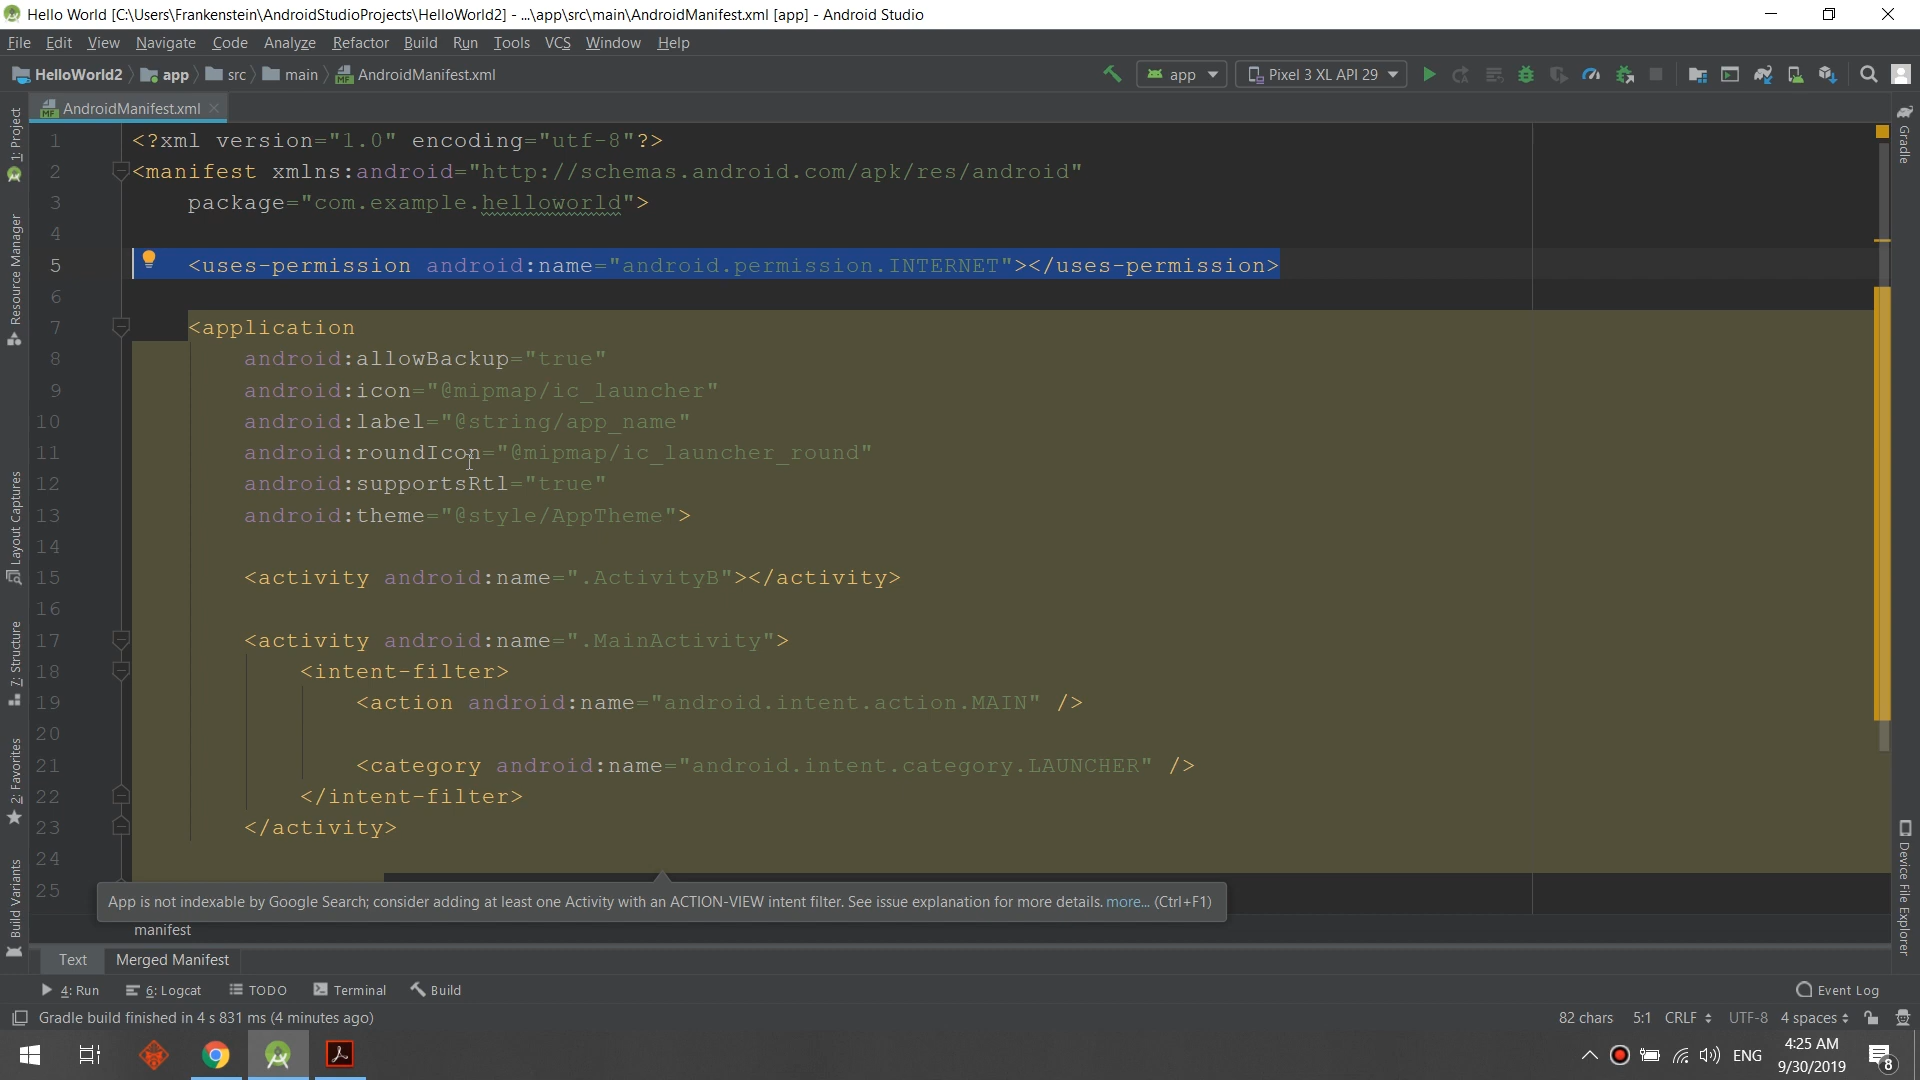 Hello World [C:\Users\Frankenstein\AndroidStudioProjects\HelloWorld2] - ...\app\src\main\AndroidManifest.xml [app] - Android Studio
File Edit View Navigate Code Analyze Refactor Build Run Tools VCS Window Help
HelloWorld2 app src main AndroidManifest.xml app Pixel 3 XL API 29
AndroidManifest.xml
1 <?xml version="1.0" encoding="utf-8"?>
2 <manifest xmlns:android="http://schemas.android.com/apk/res/android"
3 package="com.example.helloworld">
4
5 <uses-permission android:name="android.permission.INTERNET"></uses-permission>
6
7 <application
8 android:allowBackup="true"
9 android:icon="@mipmap/ic_launcher"
10 android:label="@string/app_name"
11 android:roundIcon="@mipmap/ic_launcher_round"
12 android:supportsRtl="true"
13 android:theme="@style/AppTheme">
14
15 <activity android:name=".ActivityB"></activity>
16
17 <activity android:name=".MainActivity">
18 <intent-filter>
19 <action android:name="android.intent.action.MAIN" />
20
21 <category android:name="android.intent.category.LAUNCHER" />
22 </intent-filter>
23 </activity>
24
25
App is not indexable by Google Search; consider adding at least one Activity with an ACTION-VIEW intent filter. See issue explanation for more details. more... (Ctrl+F1)
manifest
Text Merged Manifest
1: Project
Resource Manager
Layout Captures
7: Structure
2: Favorites
Build Variants
Gradle
Device File Explorer
4: Run 6: Logcat TODO Terminal Build Event Log
Gradle build finished in 4 s 831 ms (4 minutes ago) 82 chars 5:1 CRLF UTF-8 4 spaces
ENG 4:25 AM
9/30/2019 8